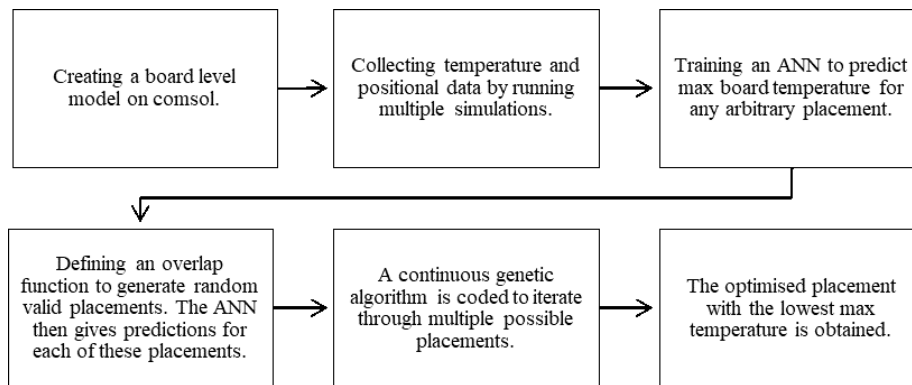 Creating a board level
model on comsol.
Collecting temperature and
positional data by running
multiple simulations.
Training an ANN to predict
max board temperature for
any arbitrary placement.
Defining an overlap
function to generate random
valid placements. The ANN
then gives predictions for
each of these placements.
A continuous genetic
algorithm is coded to iterate
through multiple possible
placements.
The optimised placement
with the lowest max
temperature is obtained.